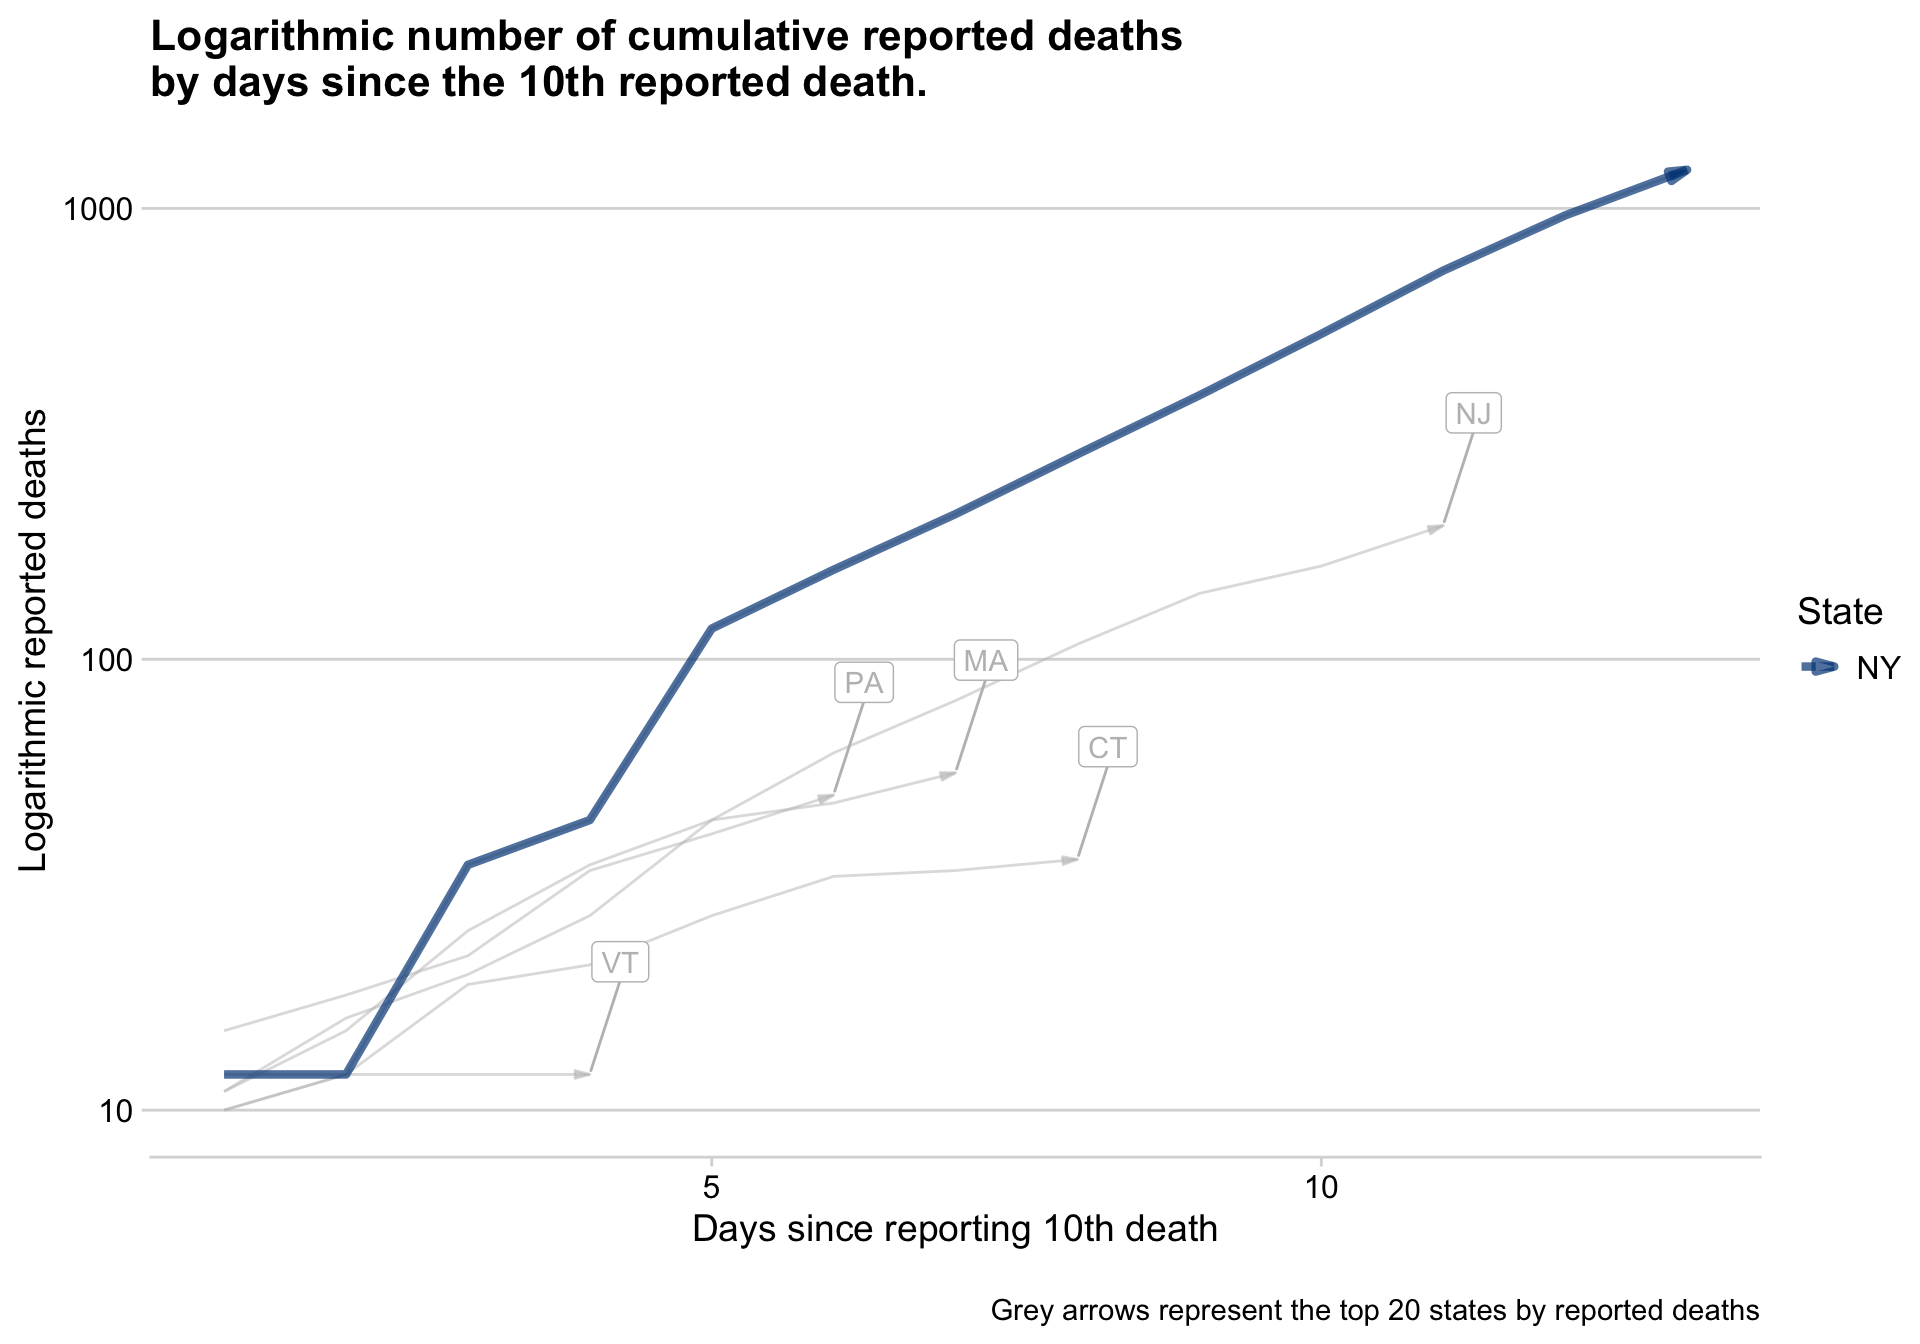 Logarithmic number of cumulative reported deaths
by days since the 10th reported death.
1000
100
10
Logarithmic reported deaths
NJ
MA
PA
CT
VT
State
NY
5
10
Days since reporting 10th death
Grey arrows represent the top 20 states by reported deaths